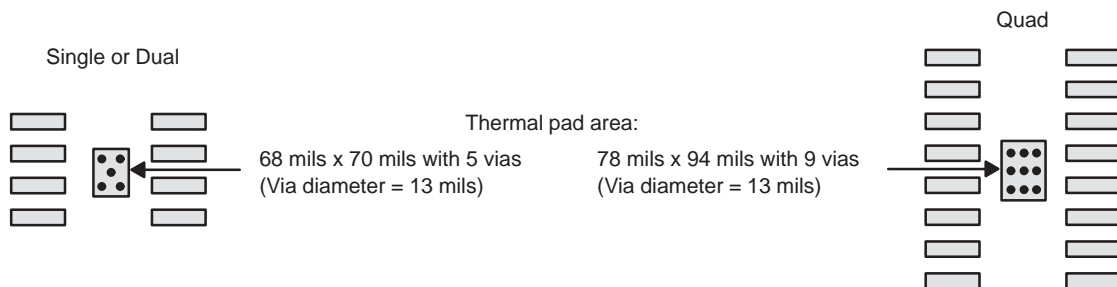 Quad
Single or Dual
Thermal pad area:
68 mils x 70 mils with 5 vias
(Via diameter = 13 mils)
78 mils x 94 mils with 9 vias
(Via diameter = 13 mils)